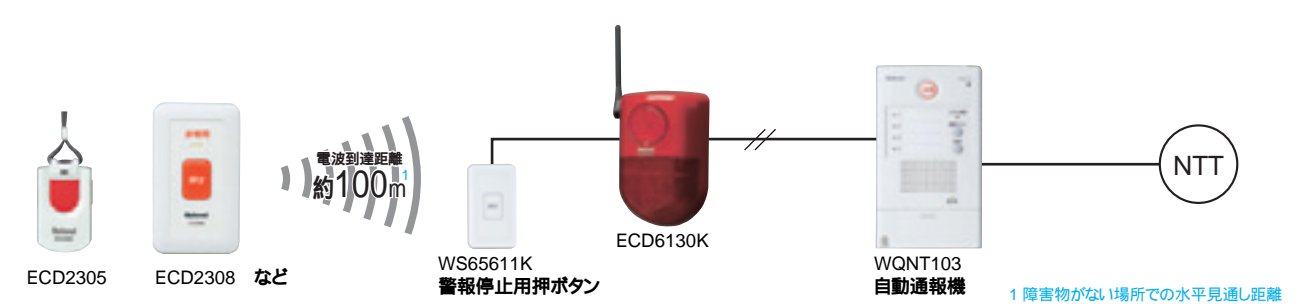 電波到達距離
約100m1
NTT
ECD6130K
ECD2305
ECD2308 など
WS65611K
警報停止用押ボタン
WQNT103
自動通報機
1 障害物がない場所での水平見通し距離